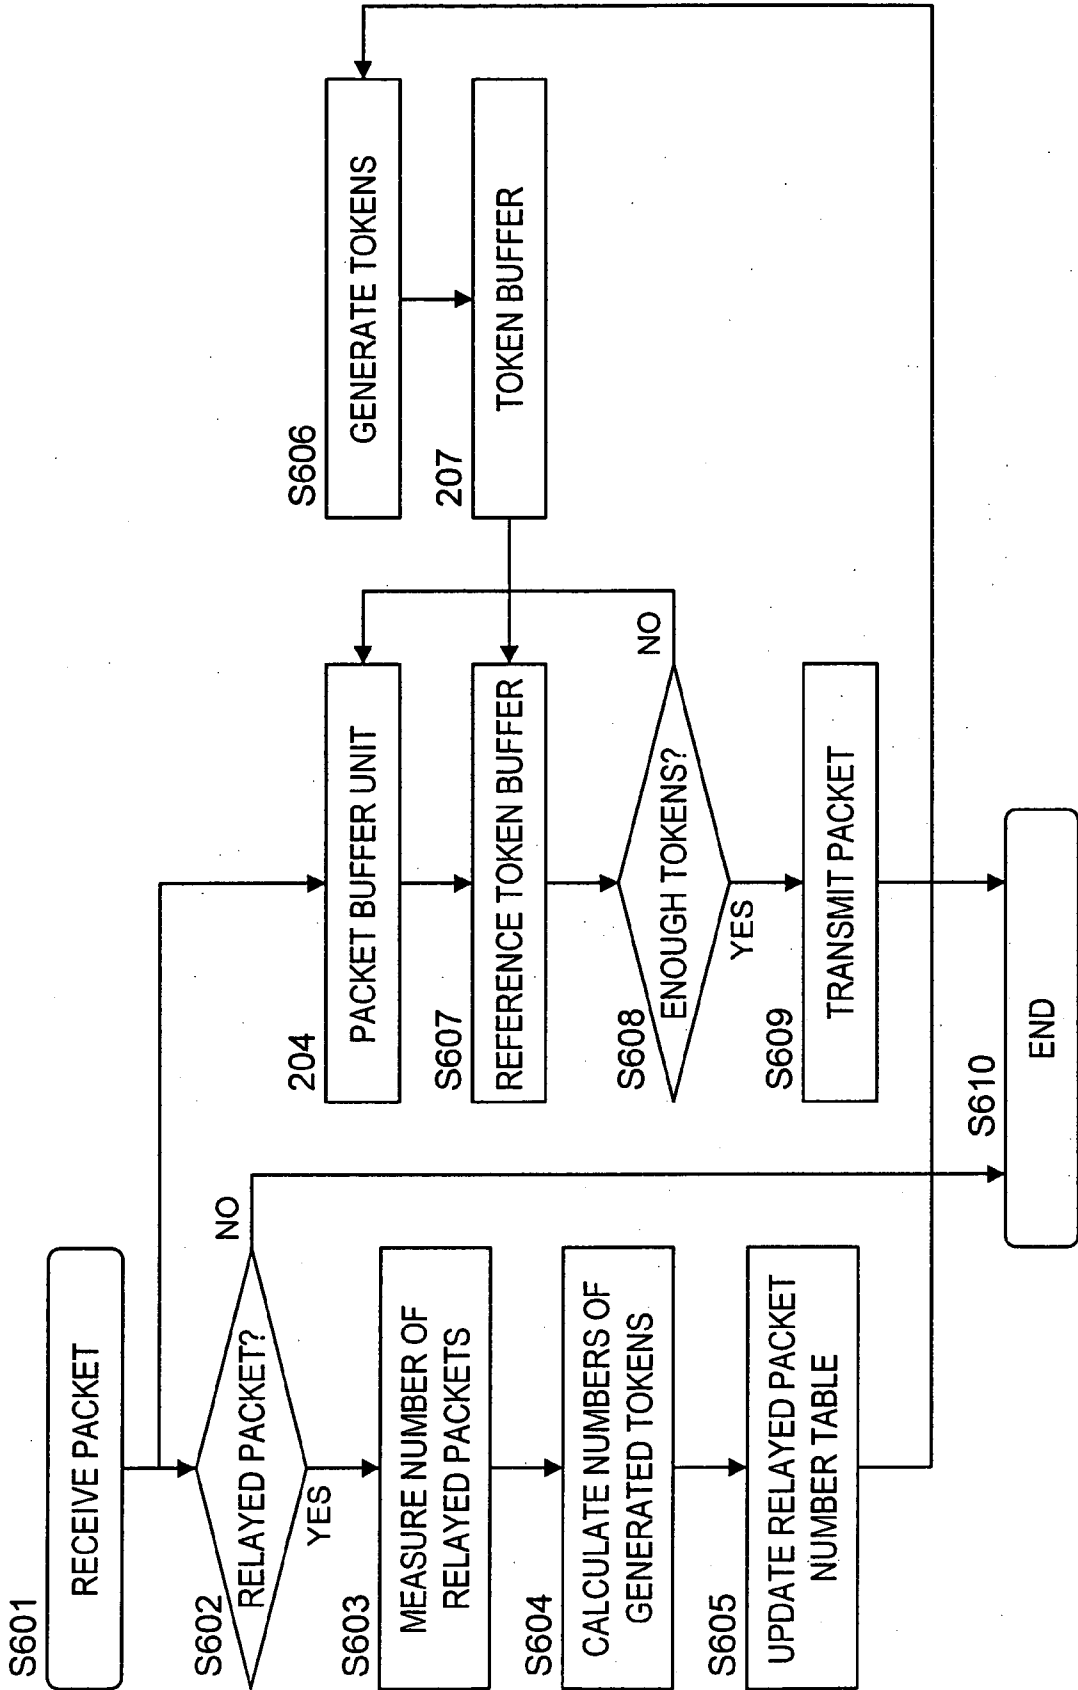 S601
RECEIVE PACKET
S602
RELAYED PACKET?
NO
YES
S603
MEASURE NUMBER OF
RELAYED PACKETS
S604
CALCULATE NUMBERS OF
GENERATED TOKENS
S605
UPDATE RELAYED PACKET
NUMBER TABLE
204
PACKET BUFFER UNIT
S607
REFERENCE TOKEN BUFFER
S608
ENOUGH TOKENS?
NO
YES
S609
TRANSMIT PACKET
S610
END
S606
GENERATE TOKENS
207
TOKEN BUFFER